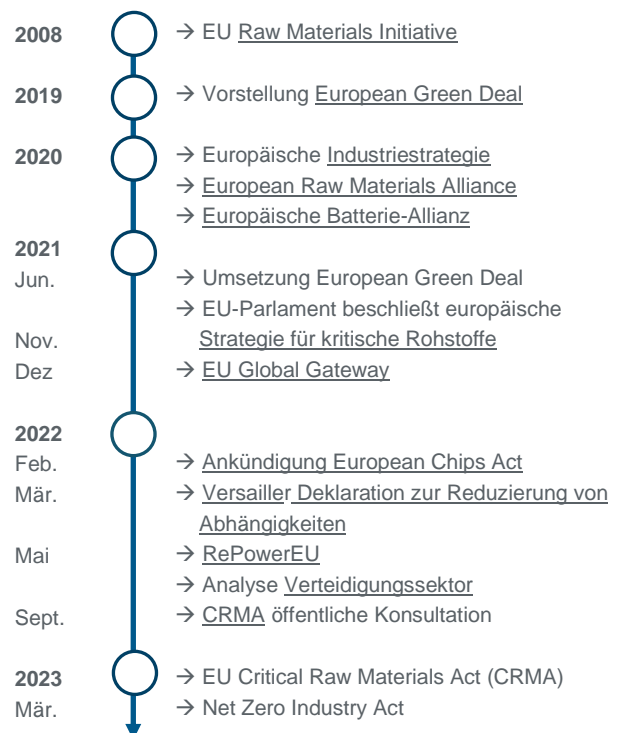 2008 → EU Raw Materials Initiative
2019 → Vorstellung European Green Deal
2020 → Europäische Industriestrategie
→ European Raw Materials Alliance
→ Europäische Batterie-Allianz
2021
Jun. → Umsetzung European Green Deal
→ EU-Parlament beschließt europäische
Nov. Strategie für kritische Rohstoffe
Dez → EU Global Gateway
2022
Feb. → Ankündigung European Chips Act
Mär. → Versailler Deklaration zur Reduzierung von
Abhängigkeiten
Mai → RePowerEU
→ Analyse Verteidigungssektor
Sept. → CRMA öffentliche Konsultation
2023 → EU Critical Raw Materials Act (CRMA)
Mär. → Net Zero Industry Act